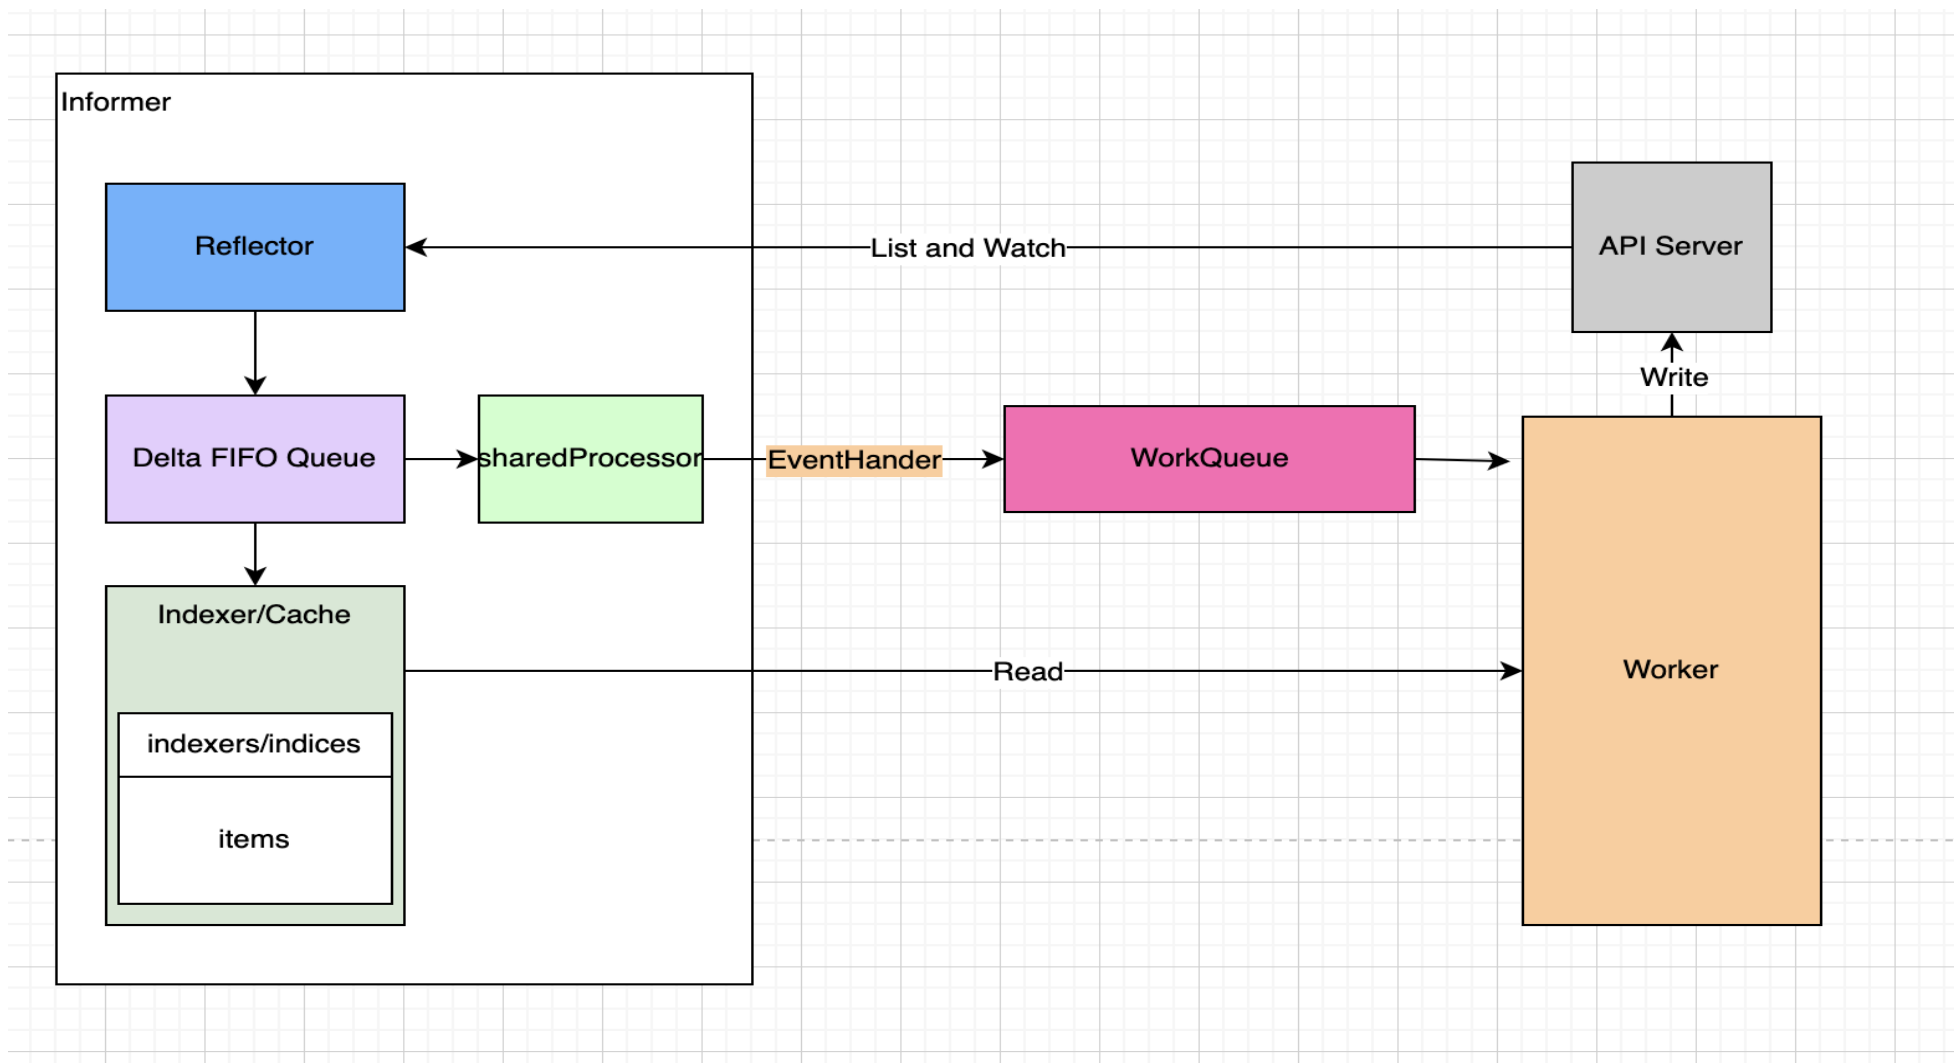 Informer
Reflector
List and Watch
API Server
Write
Delta FIFO Queue
sharedProcessor
EventHander
WorkQueue
Indexer/Cache
Read
Worker
indexers/indices
items